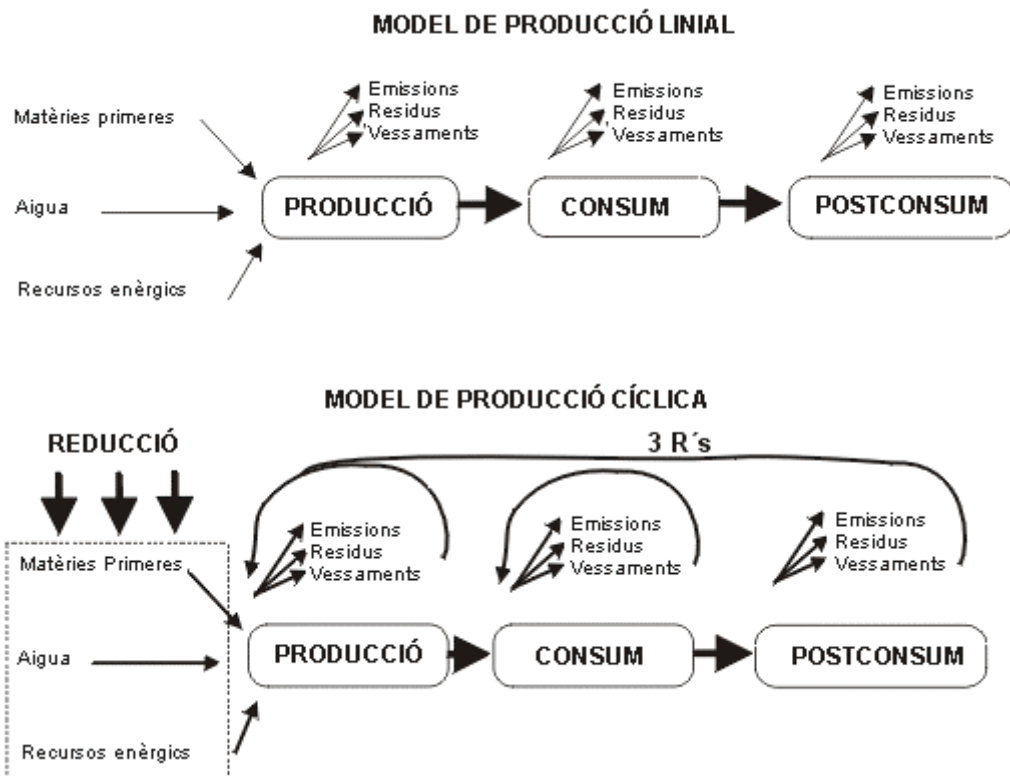 MODEL DE PRODUCCIÓ LINIAL
Matèries primeres
Aigua
Recursos enèrgics
Emissions
Residus
Vessaments
Emissions
Residus
Vessaments
Emissions
Residus
Vessaments
PRODUCCIÓ
CONSUM
POSTCONSUM
MODEL DE PRODUCCIÓ CÍCLICA
REDUCCIÓ
3 R´s
Matèries Primeres
Aigua
Recursos enèrgics
Emissions
Residus
Vessaments
Emissions
Residus
Vessaments
Emissions
Residus
Vessaments
PRODUCCIÓ
CONSUM
POSTCONSUM